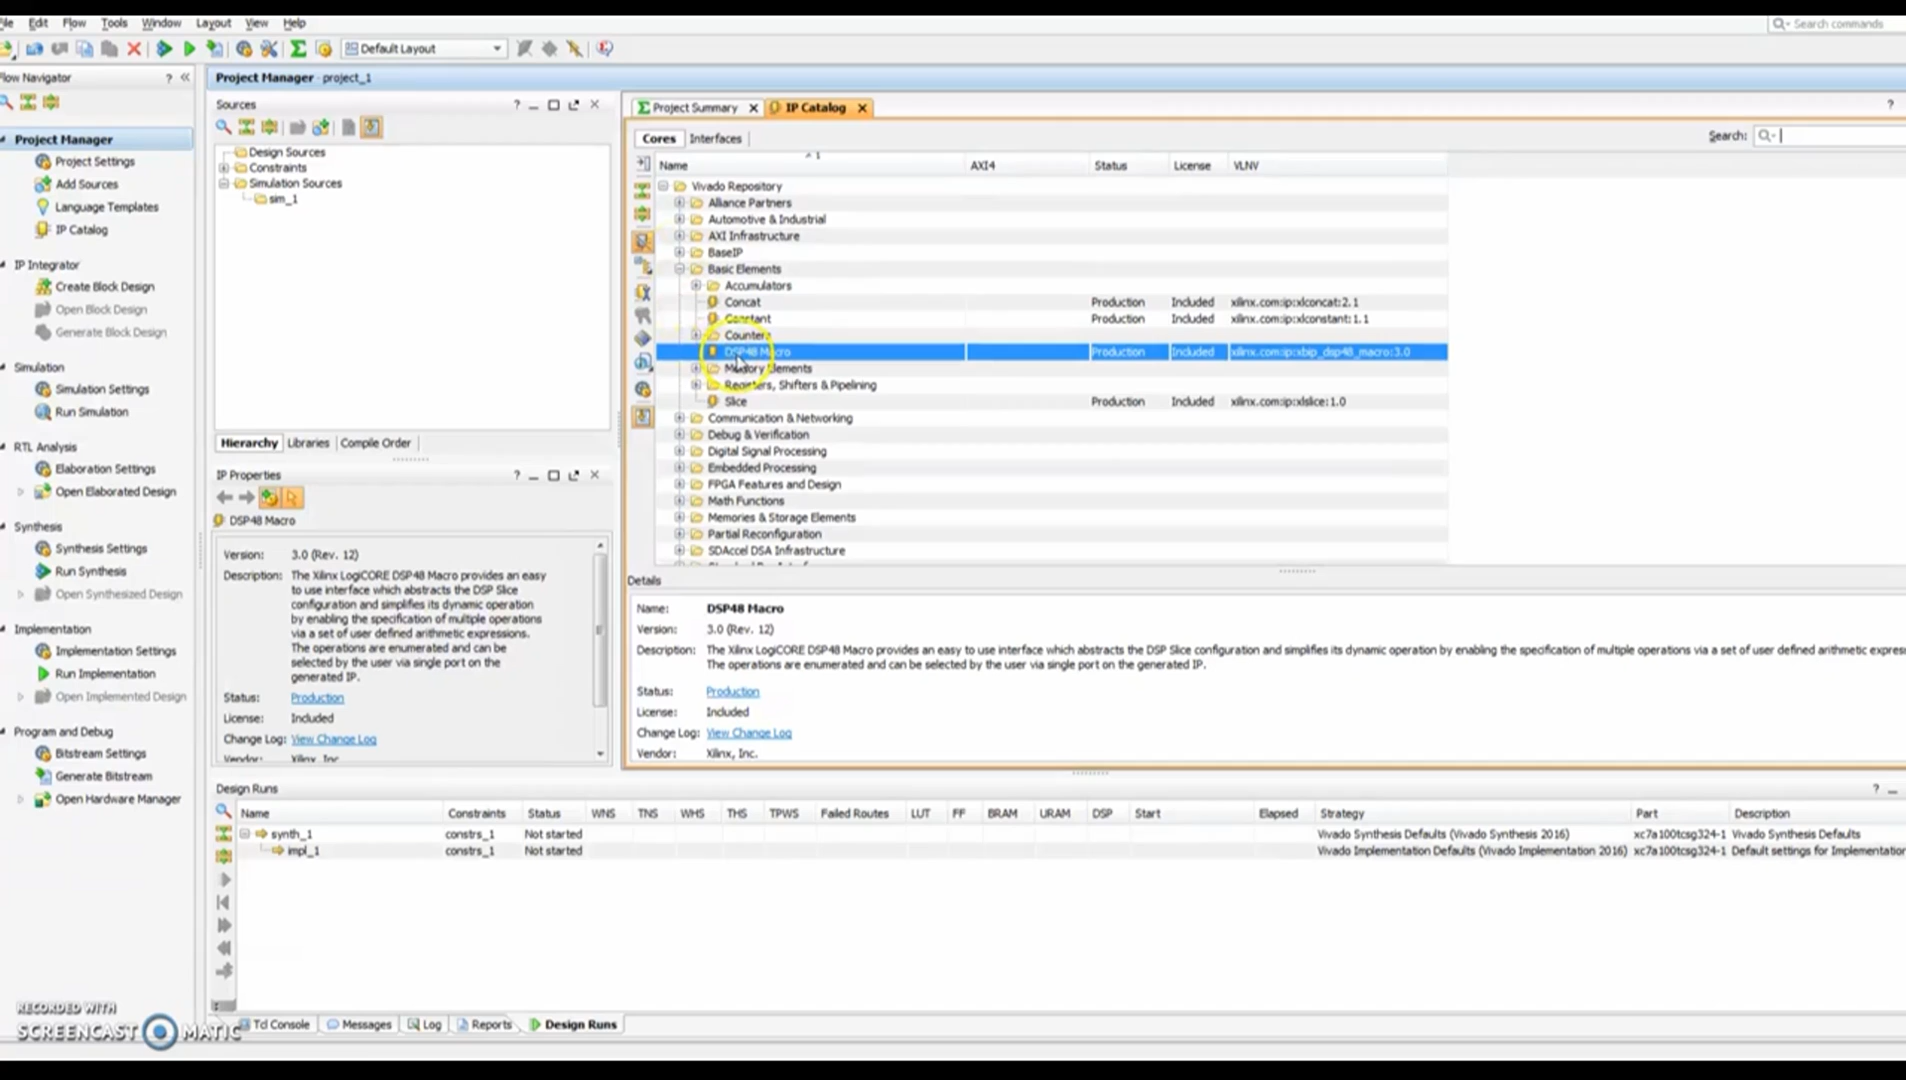 ile Edit Flow Tools Window Layout View Help
Search commands
Default Layout
Flow Navigator
Project Manager - project_1
Project Manager
Project Settings
Add Sources
Language Templates
IP Catalog
IP Integrator
Create Block Design
Open Block Design
Generate Block Design
Simulation
Simulation Settings
Run Simulation
RTL Analysis
Elaboration Settings
Open Elaborated Design
Synthesis
Synthesis Settings
Run Synthesis
Open Synthesized Design
Implementation
Implementation Settings
Run Implementation
Open Implemented Design
Program and Debug
Bitstream Settings
Generate Bitstream
Open Hardware Manager
Sources
Design Sources
Constraints
Simulation Sources
sim_1
Hierarchy Libraries Compile Order
IP Properties
DSP48 Macro
Version: 3.0 (Rev. 12)
Description: The Xilinx LogiCORE DSP48 Macro provides an easy
to use interface which abstracts the DSP Slice
configuration and simplifies its dynamic operation
by enabling the specification of multiple operations
via a set of user defined arithmetic expressions.
The operations are enumerated and can be
selected by the user via single port on the
generated IP.
Status: Production
License: Included
Change Log: View Change Log
Vendor: Xilinx, Inc.
Project Summary IP Catalog
Cores Interfaces
Search:
Name AXI4 Status License VLNV
Vivado Repository
Alliance Partners
Automotive & Industrial
AXI Infrastructure
BaseIP
Basic Elements
Accumulators
Concat Production Included xilinx.com:ip:xlconcat:2.1
Constant Production Included xilinx.com:ip:xlconstant:1.1
Counters
DSP48 Macro Production Included xilinx.com:ip:xbip_dsp48_macro:3.0
Memory Elements
Registers, Shifters & Pipelining
Slice Production Included xilinx.com:ip:xlslice:1.0
Communication & Networking
Debug & Verification
Digital Signal Processing
Embedded Processing
FPGA Features and Design
Math Functions
Memories & Storage Elements
Partial Reconfiguration
SDAccel DSA Infrastructure
Details
Name: DSP48 Macro
Version: 3.0 (Rev. 12)
Description: The Xilinx LogiCORE DSP48 Macro provides an easy to use interface which abstracts the DSP Slice configuration and simplifies its dynamic operation by enabling the specification of multiple operations via a set of user defined arithmetic expres
The operations are enumerated and can be selected by the user via single port on the generated IP.
Status: Production
License: Included
Change Log: View Change Log
Vendor: Xilinx, Inc.
Design Runs
Name Constraints Status WNS TNS WHS THS TPWS Failed Routes LUT FF BRAM URAM DSP Start Elapsed Strategy Part Description
synth_1 constrs_1 Not started Vivado Synthesis Defaults (Vivado Synthesis 2016) xc7a100tcsg324-1 Vivado Synthesis Defaults
impl_1 constrs_1 Not started Vivado Implementation Defaults (Vivado Implementation 2016) xc7a100tcsg324-1 Default settings for Implementation
Tcl Console Messages Log Reports Design Runs
RECORDED WITH
SCREENCAST MATIC